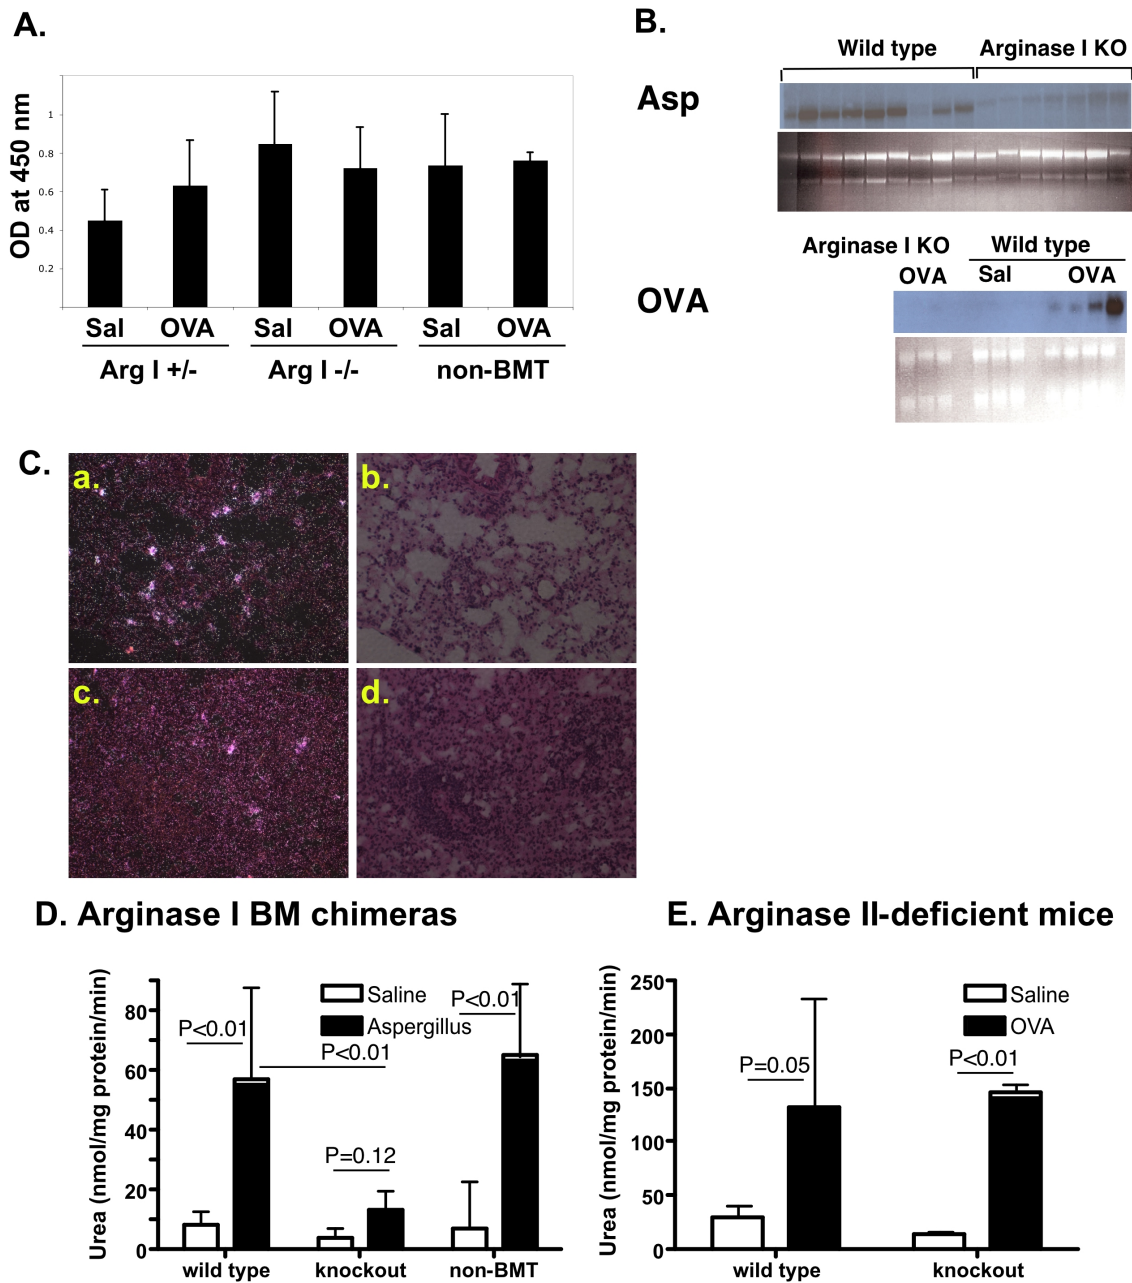 A.
OD at 450 nm
1
0.8
0.6
0.4
0.2
Sal OVA Sal OVA Sal OVA
Arg I +/- Arg I -/- non-BMT
B.
Wild type Arginase I KO
Asp
Arginase I KO Wild type
OVA Sal OVA
OVA
C.
a. b.
c. d.
D. Arginase I BM chimeras
Urea (nmol/mg protein/min)
80
60
40
20
0
Saline
Aspergillus
P<0.01
P<0.01
P=0.12
P<0.01
wild type knockout non-BMT
E. Arginase II-deficient mice
Urea (nmol/mg protein/min)
250
200
150
100
50
0
Saline
OVA
P=0.05
P<0.01
wild type knockout